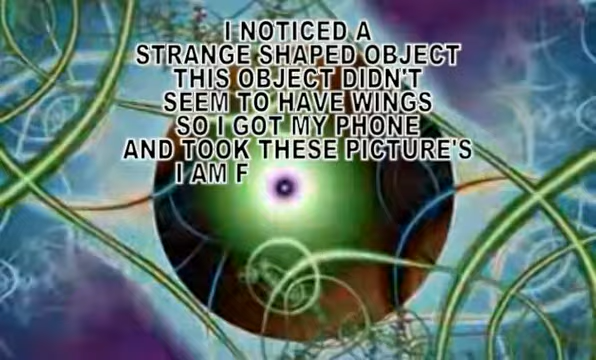 I NOTICED A
STRANGE SHAPED OBJECT
THIS OBJECT DIDN'T
SEEM TO HAVE WINGS
SO I GOT MY PHONE
AND TOOK THESE PICTURE'S
I AM F